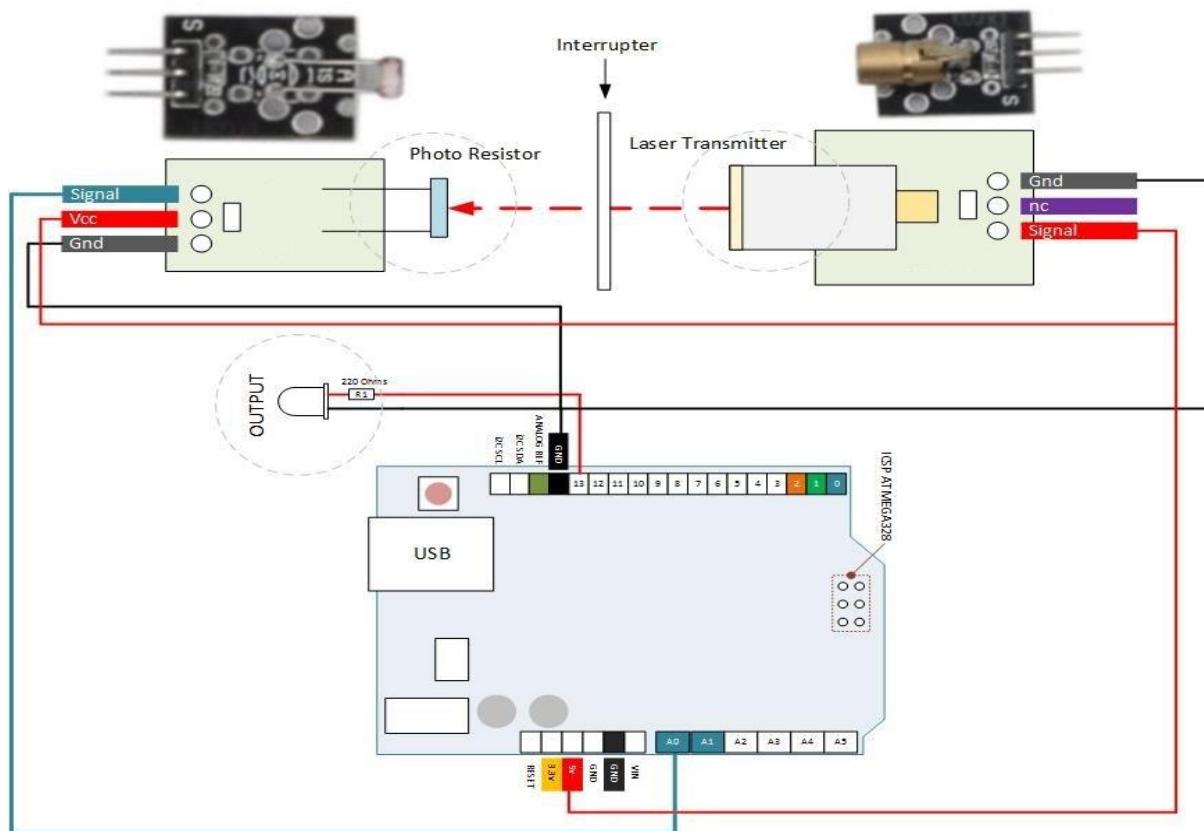 Interrupter
Photo Resistor
Laser Transmitter
Signal
Vcc
Gnd
Gnd
nc
Signal
OUTPUT
220 Ohms
R1
I2C SCL
I2C SDA
ANALOG REF
GND
13 12 11 10 9 8 7 6 5 4 3 2 1 0
USB
ICSP ATMEGA328
A0 A1 A2 A3 A4 A5
RESET
3.3V
5v
GND
GND
VIN
S
S